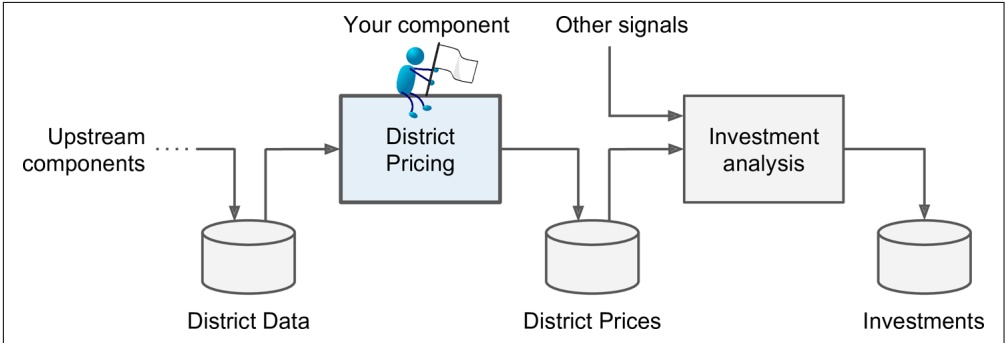 Your component
Other signals
Upstream
components
District
Pricing
Investment
analysis
District Data
District Prices
Investments